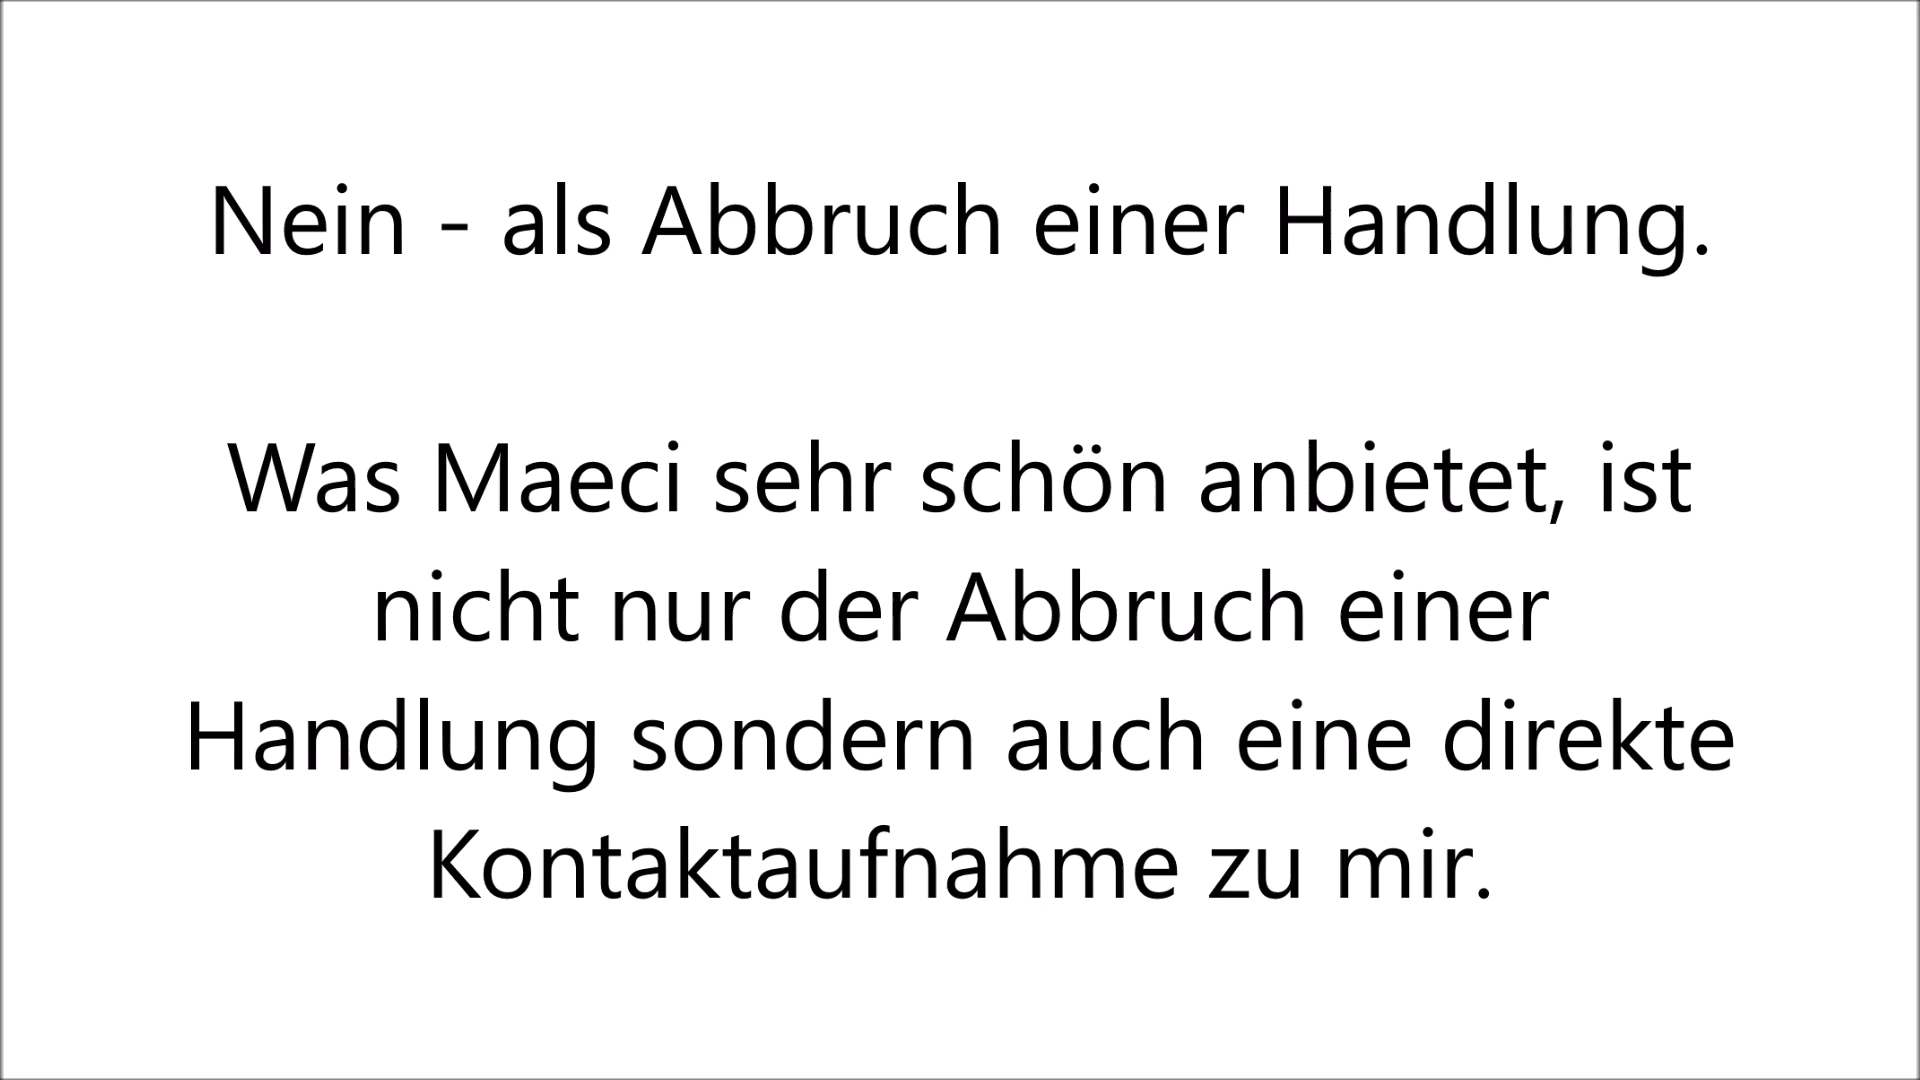 Nein - als Abbruch einer Handlung.
Was Maeci sehr schön anbietet, ist
nicht nur der Abbruch einer
Handlung sondern auch eine direkte
Kontaktaufnahme zu mir.